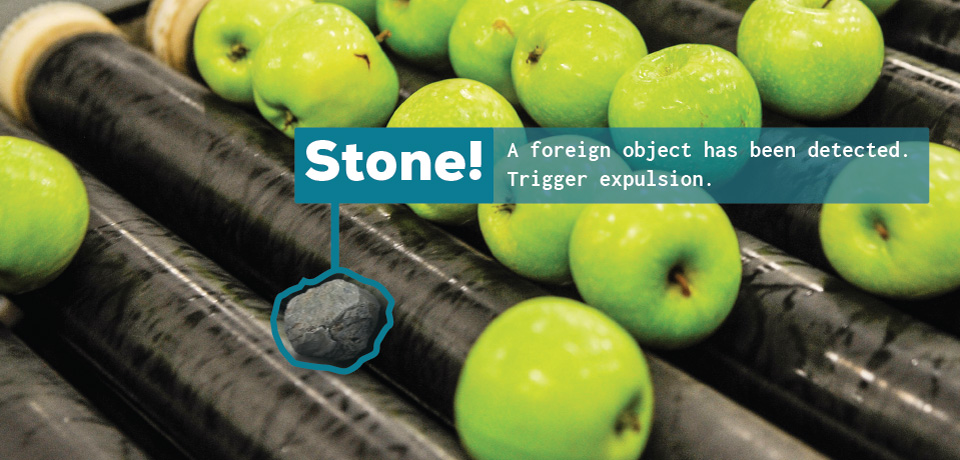 Stone!
A foreign object has been detected.
Trigger expulsion.